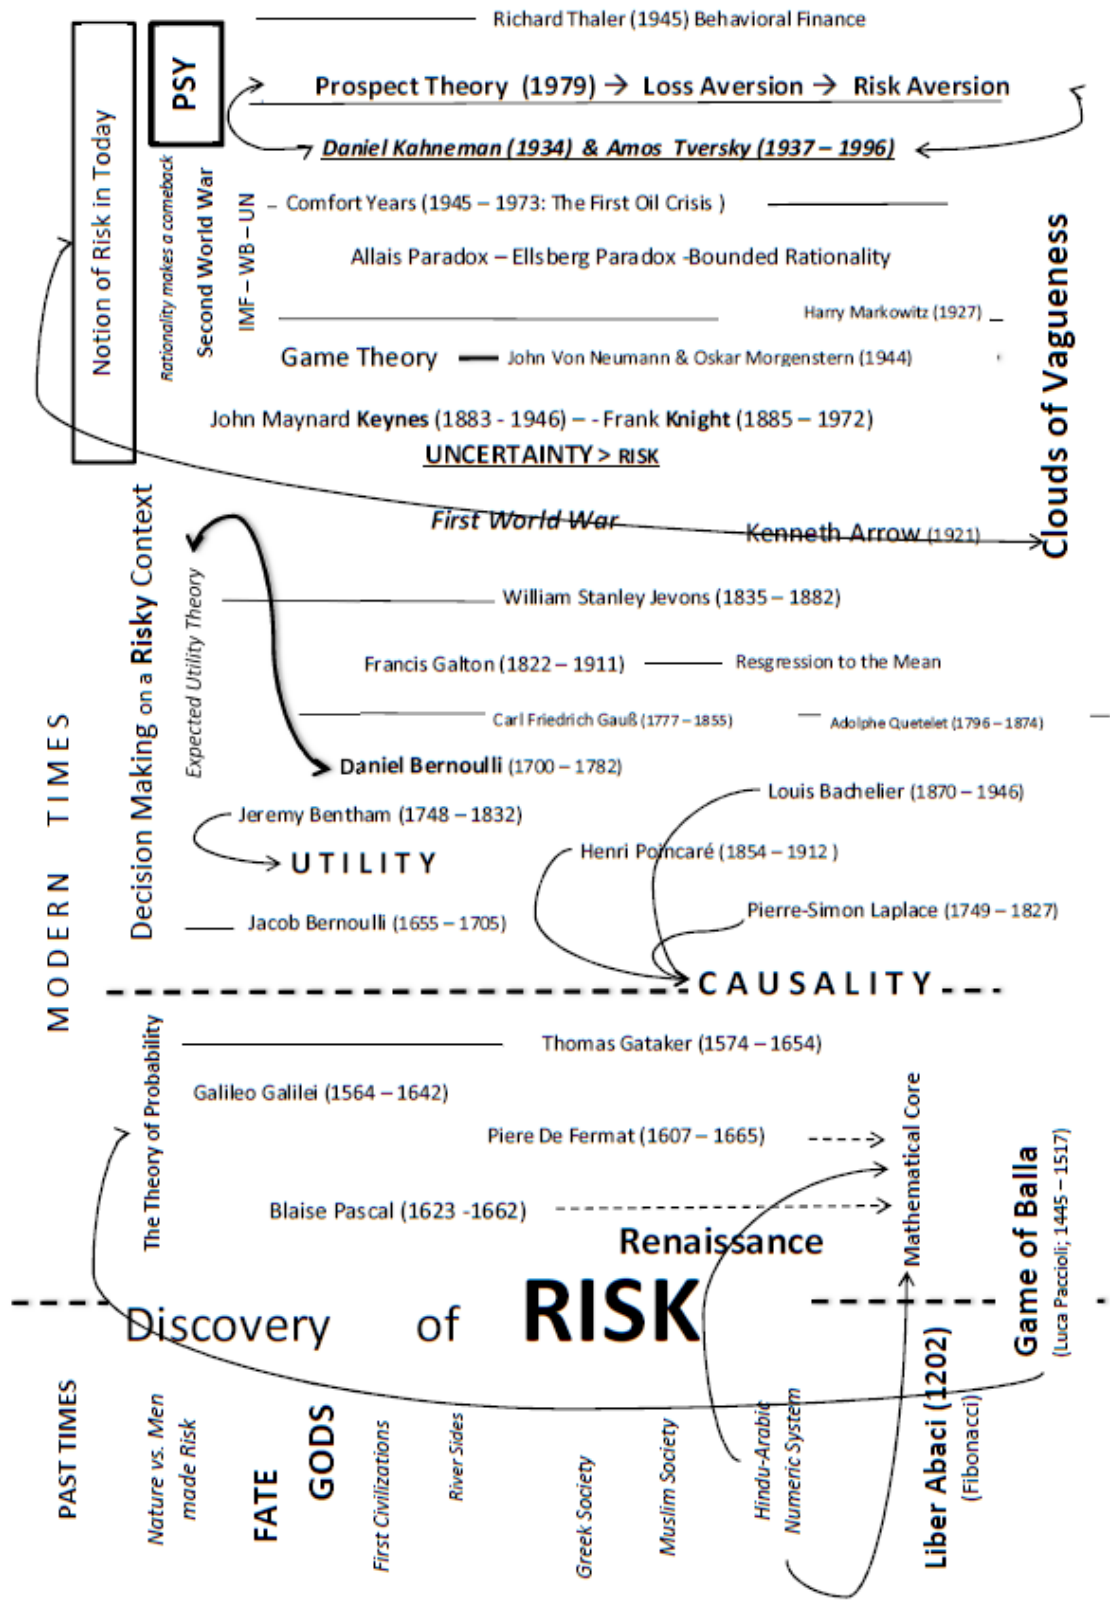 Richard Thaler (1945) Behavioral Finance
PSY
Prospect Theory (1979) → Loss Aversion → Risk Aversion
Daniel Kahneman (1934) & Amos Tversky (1937 – 1996)
Notion of Risk in Today
Rationality makes a comeback
Second World War
IMF – WB – UN
Comfort Years (1945 – 1973: The First Oil Crisis )
Allais Paradox – Ellsberg Paradox -Bounded Rationality
Harry Markowitz (1927)
Game Theory — John Von Neumann & Oskar Morgenstern (1944)
Clouds of Vagueness
John Maynard Keynes (1883 - 1946) – - Frank Knight (1885 – 1972)
UNCERTAINTY > RISK
First World War
Kenneth Arrow (1921)
MODERN TIMES
Decision Making on a Risky Context
Expected Utility Theory
William Stanley Jevons (1835 – 1882)
Francis Galton (1822 – 1911) — Resgression to the Mean
Carl Friedrich Gauß (1777 – 1855) — Adolphe Quetelet (1796 – 1874)
Daniel Bernoulli (1700 – 1782)
Louis Bachelier (1870 – 1946)
Jeremy Bentham (1748 – 1832)
UTILITY
Henri Poincaré (1854 – 1912 )
Pierre-Simon Laplace (1749 – 1827)
Jacob Bernoulli (1655 – 1705)
CAUSALITY
The Theory of Probability
Thomas Gataker (1574 – 1654)
Galileo Galilei (1564 – 1642)
Piere De Fermat (1607 – 1665)
Blaise Pascal (1623 -1662)
Mathematical Core
Renaissance
Game of Balla
(Luca Paccioli; 1445 – 1517)
Discovery of RISK
PAST TIMES
Nature vs. Men
made Risk
FATE
GODS
First Civilizations
River Sides
Greek Society
Muslim Society
Hindu-Arabic
Numeric System
Liber Abaci (1202)
(Fibonacci)